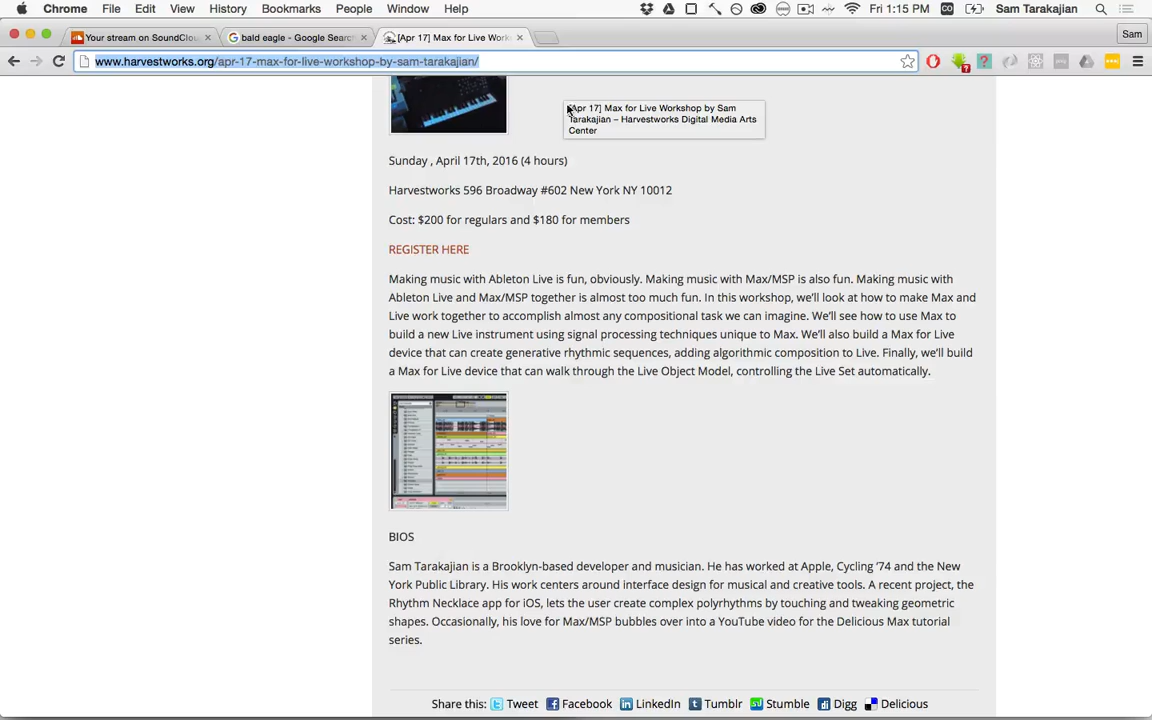 Chrome File Edit View History Bookmarks People Window Help Fri 1:15 PM Sam Tarakajian
Your stream on SoundClou × bald eagle - Google Search × [Apr 17] Max for Live Work × Sam
www.harvestworks.org/apr-17-max-for-live-workshop-by-sam-tarakajian/
[Apr 17] Max for Live Workshop by Sam
Tarakajian – Harvestworks Digital Media Arts
Center
Sunday , April 17th, 2016 (4 hours)
Harvestworks 596 Broadway #602 New York NY 10012
Cost: $200 for regulars and $180 for members
REGISTER HERE
Making music with Ableton Live is fun, obviously. Making music with Max/MSP is also fun. Making music with
Ableton Live and Max/MSP together is almost too much fun. In this workshop, we'll look at how to make Max and
Live work together to accomplish almost any compositional task we can imagine. We'll see how to use Max to
build a new Live instrument using signal processing techniques unique to Max. We'll also build a Max for Live
device that can create generative rhythmic sequences, adding algorithmic composition to Live. Finally, we'll build
a Max for Live device that can walk through the Live Object Model, controlling the Live Set automatically.
BIOS
Sam Tarakajian is a Brooklyn-based developer and musician. He has worked at Apple, Cycling '74 and the New
York Public Library. His work centers around interface design for musical and creative tools. A recent project, the
Rhythm Necklace app for iOS, lets the user create complex polyrhythms by touching and tweaking geometric
shapes. Occasionally, his love for Max/MSP bubbles over into a YouTube video for the Delicious Max tutorial
series.
Share this: Tweet Facebook LinkedIn Tumblr Stumble Digg Delicious